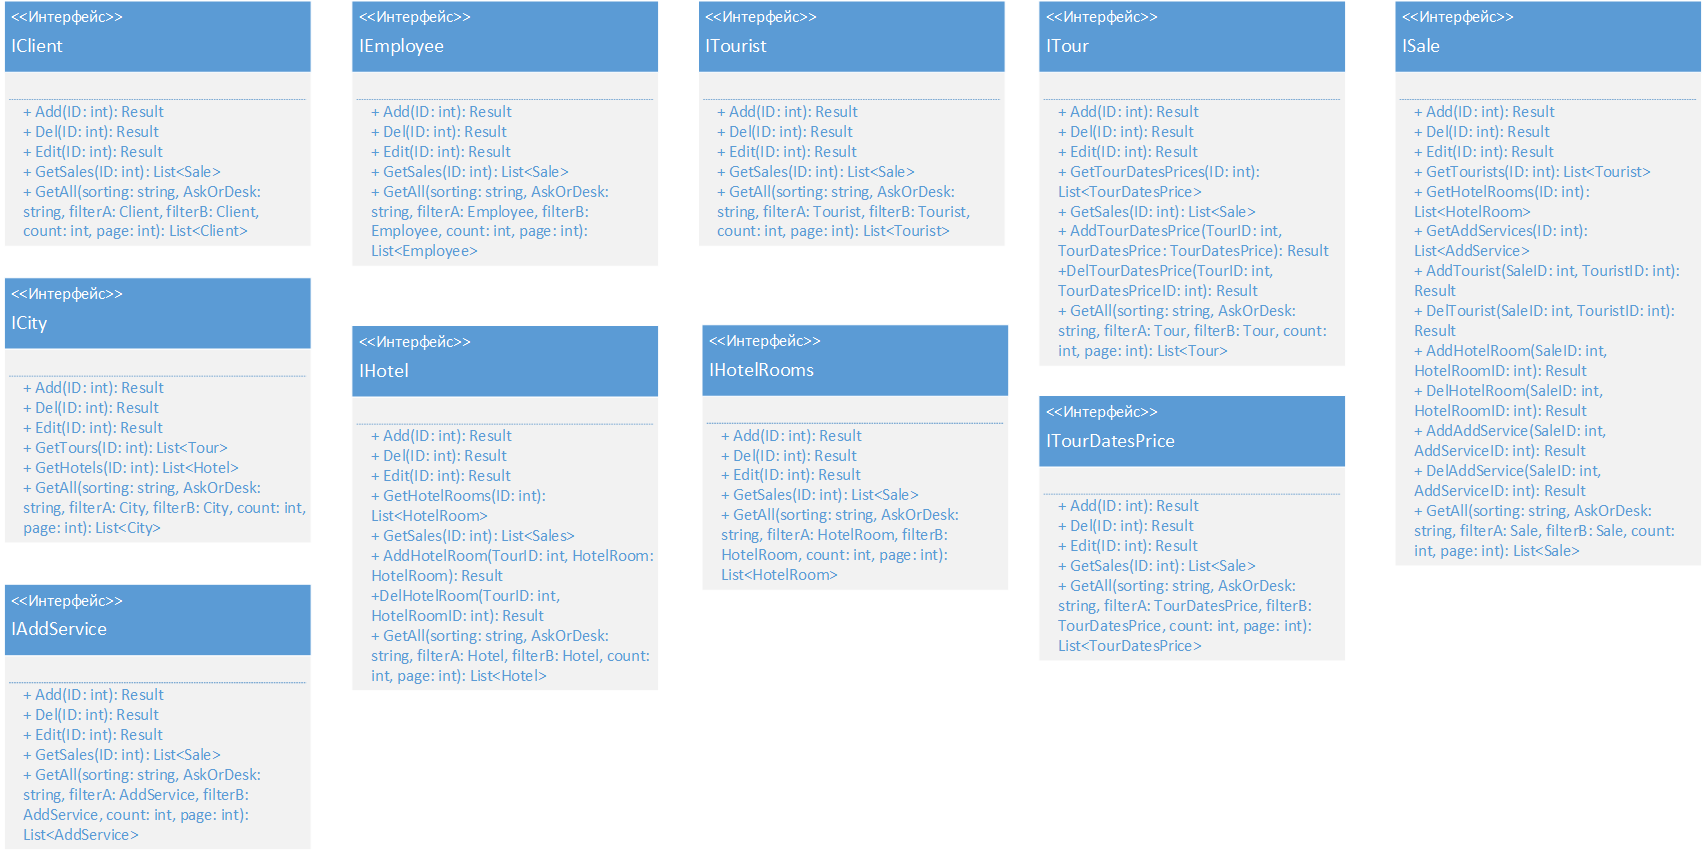 <<Интерфейс>>
IClient
+ Add(ID: int): Result
+ Del(ID: int): Result
+ Edit(ID: int): Result
+ GetSales(ID: int): List<Sale>
+ GetAll(sorting: string, AskOrDesk:
string, filterA: Client, filterB: Client,
count: int, page: int): List<Client>
<<Интерфейс>>
IEmployee
+ Add(ID: int): Result
+ Del(ID: int): Result
+ Edit(ID: int): Result
+ GetSales(ID: int): List<Sale>
+ GetAll(sorting: string, AskOrDesk:
string, filterA: Employee, filterB:
Employee, count: int, page: int):
List<Employee>
<<Интерфейс>>
ITourist
+ Add(ID: int): Result
+ Del(ID: int): Result
+ Edit(ID: int): Result
+ GetSales(ID: int): List<Sale>
+ GetAll(sorting: string, AskOrDesk:
string, filterA: Tourist, filterB: Tourist,
count: int, page: int): List<Tourist>
<<Интерфейс>>
ITour
+ Add(ID: int): Result
+ Del(ID: int): Result
+ Edit(ID: int): Result
+ GetTourDatesPrices(ID: int):
List<TourDatesPrice>
+ GetSales(ID: int): List<Sale>
+ AddTourDatesPrice(TourID: int,
TourDatesPrice: TourDatesPrice): Result
+DelTourDatesPrice(TourID: int,
TourDatesPriceID: int): Result
+ GetAll(sorting: string, AskOrDesk:
string, filterA: Tour, filterB: Tour, count:
int, page: int): List<Tour>
<<Интерфейс>>
ISale
+ Add(ID: int): Result
+ Del(ID: int): Result
+ Edit(ID: int): Result
+ GetTourists(ID: int): List<Tourist>
+ GetHotelRooms(ID: int):
List<HotelRoom>
+ GetAddServices(ID: int):
List<AddService>
+ AddTourist(SaleID: int, TouristID: int):
Result
+ DelTourist(SaleID: int, TouristID: int):
Result
+ AddHotelRoom(SaleID: int,
HotelRoomID: int): Result
+ DelHotelRoom(SaleID: int,
HotelRoomID: int): Result
+ AddAddService(SaleID: int,
AddServiceID: int): Result
+ DelAddService(SaleID: int,
AddServiceID: int): Result
+ GetAll(sorting: string, AskOrDesk:
string, filterA: Sale, filterB: Sale, count:
int, page: int): List<Sale>
<<Интерфейс>>
ICity
+ Add(ID: int): Result
+ Del(ID: int): Result
+ Edit(ID: int): Result
+ GetTours(ID: int): List<Tour>
+ GetHotels(ID: int): List<Hotel>
+ GetAll(sorting: string, AskOrDesk:
string, filterA: City, filterB: City, count: int,
page: int): List<City>
<<Интерфейс>>
IHotel
+ Add(ID: int): Result
+ Del(ID: int): Result
+ Edit(ID: int): Result
+ GetHotelRooms(ID: int):
List<HotelRoom>
+ GetSales(ID: int): List<Sales>
+ AddHotelRoom(TourID: int, HotelRoom:
HotelRoom): Result
+DelHotelRoom(TourID: int,
HotelRoomID: int): Result
+ GetAll(sorting: string, AskOrDesk:
string, filterA: Hotel, filterB: Hotel, count:
int, page: int): List<Hotel>
<<Интерфейс>>
IHotelRooms
+ Add(ID: int): Result
+ Del(ID: int): Result
+ Edit(ID: int): Result
+ GetSales(ID: int): List<Sale>
+ GetAll(sorting: string, AskOrDesk:
string, filterA: HotelRoom, filterB:
HotelRoom, count: int, page: int):
List<HotelRoom>
<<Интерфейс>>
ITourDatesPrice
+ Add(ID: int): Result
+ Del(ID: int): Result
+ Edit(ID: int): Result
+ GetSales(ID: int): List<Sale>
+ GetAll(sorting: string, AskOrDesk:
string, filterA: TourDatesPrice, filterB:
TourDatesPrice, count: int, page: int):
List<TourDatesPrice>
<<Интерфейс>>
IAddService
+ Add(ID: int): Result
+ Del(ID: int): Result
+ Edit(ID: int): Result
+ GetSales(ID: int): List<Sale>
+ GetAll(sorting: string, AskOrDesk:
string, filterA: AddService, filterB:
AddService, count: int, page: int):
List<AddService>